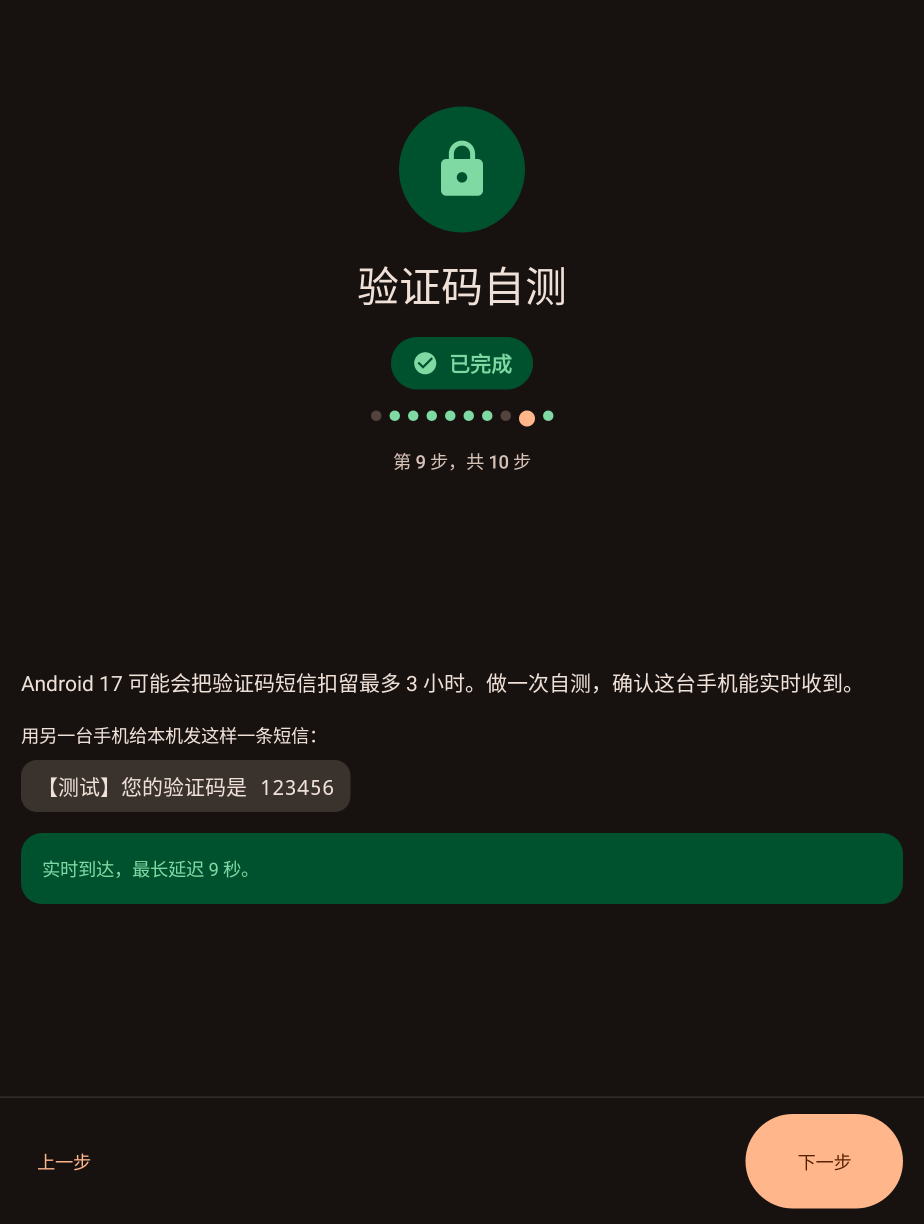 验证码自测
已完成
第 9 步，共 10 步
Android 17 可能会把验证码短信扣留最多 3 小时。做一次自测，确认这台手机能实时收到。
用另一台手机给本机发这样一条短信：
【测试】您的验证码是 123456
实时到达，最长延迟 9 秒。
上一步
下一步